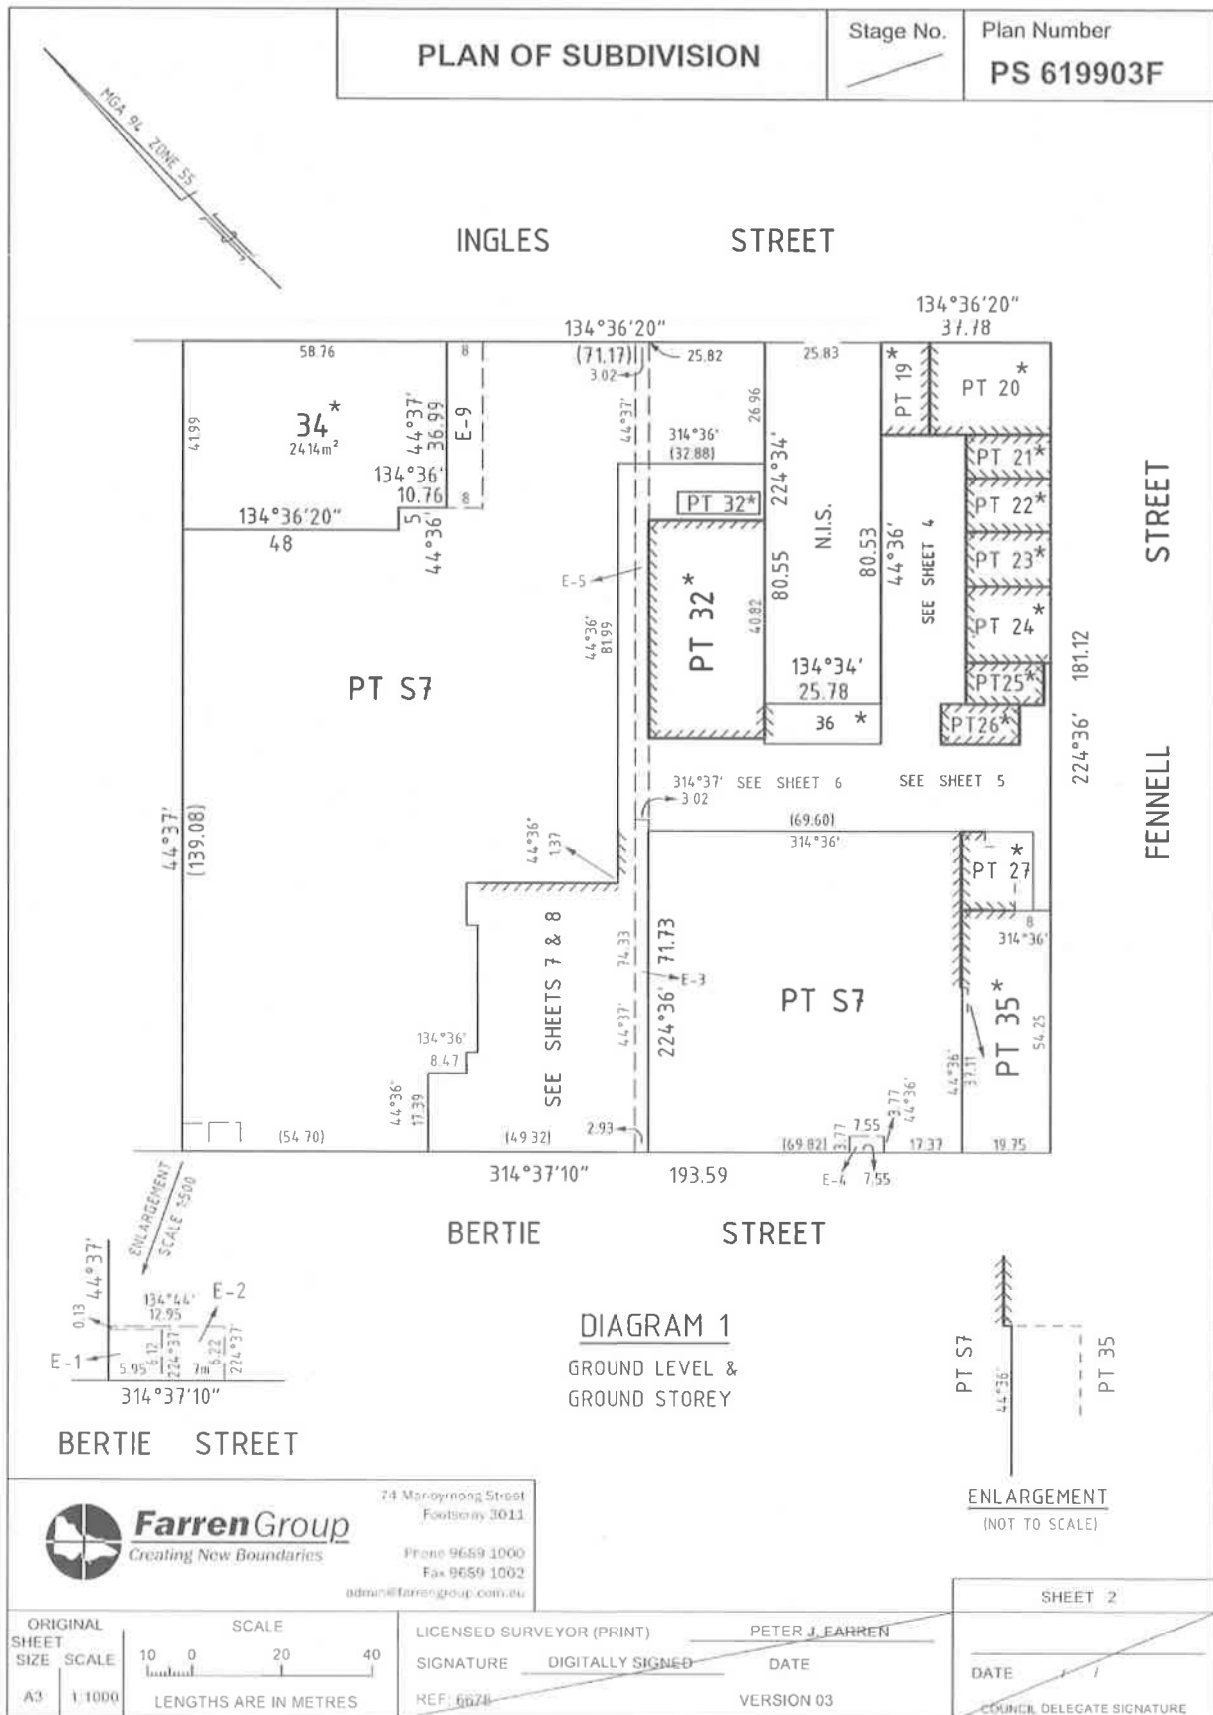 PLAN OF SUBDIVISION
Stage No.
Plan Number
PS 619903F
MGA 94 ZONE 55
INGLES STREET
134°36'20"
37.78
134°36'20"
58.76
8
(71.17)
3.02
25.82
25.83
PT 19*
PT 20*
41.99
34*
2414m²
44°37'
36.99
E-9
44°37'
26.96
134°36'
10.76
8
314°36'
(32.88)
224°34'
PT 21*
134°36'20"
48
5
44°36'
PT 32*
N.I.S.
PT 22*
80.53
44°36'
SEE SHEET 4
PT 23*
STREET
E-5
80.55
PT 32*
40.82
PT 24*
44°36'
81.99
134°34'
25.78
PT25*
181.12
PT S7
36 *
PT26*
224°36'
314°37'
SEE SHEET 6
SEE SHEET 5
3.02
FENNELL
44°37'
(139.08)
44°36'
1.37
(69.60)
314°36'
PT 27*
8
314°36'
SEE SHEETS 7 & 8
74.33
44°37'
71.73
224°36'
E-3
PT S7
PT 35*
54.25
134°36'
8.47
44°36'
37.11
44°36'
17.39
3.77
44°36'
(54.70)
(49.32)
2.93
(69.82)
3.77
7.55
17.37
19.75
314°37'10"
193.59
E-4
7.55
BERTIE STREET
ENLARGEMENT
SCALE 1:500
44°37'
0.13
134°44'
12.95
E-2
E-1
5.95
6.12
224°37'
7m
6.22
224°37'
314°37'10"
BERTIE STREET
DIAGRAM 1
GROUND LEVEL &
GROUND STOREY
PT S7
44°36'
PT 35
ENLARGEMENT
(NOT TO SCALE)
Farren Group
Creating New Boundaries
Street
Footscray 3011
Phone 9689 1000
Fax 9689 1002
admin@farrengroup.com.au
SHEET 2
ORIGINAL
SHEET
SIZE
SCALE
A3
1:1000
SCALE
10 0 20 40
LENGTHS ARE IN METRES
LICENSED SURVEYOR (PRINT) PETER J. FARREN
SIGNATURE DIGITALLY SIGNED DATE
REF: 6678 VERSION 03
DATE / /
COUNCIL DELEGATE SIGNATURE